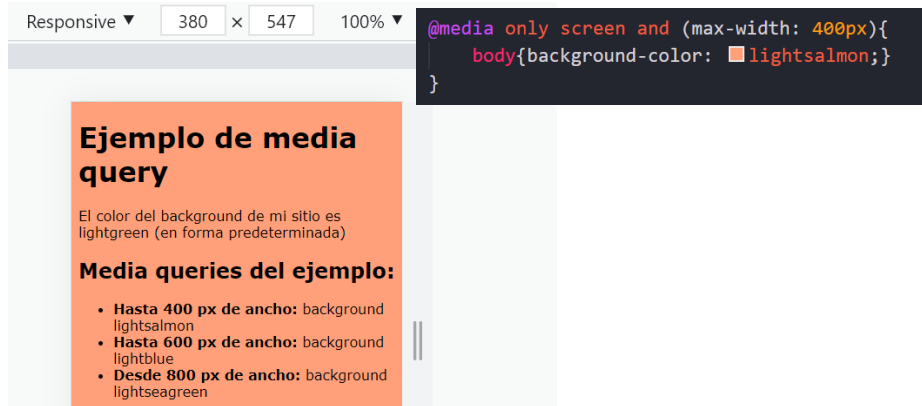 Responsive ▼ 380 × 547 100% ▼
@media only screen and (max-width: 400px){
body{background-color: lightsalmon;}
}
Ejemplo de media
query
El color del background de mi sitio es
lightgreen (en forma predeterminada)
Media queries del ejemplo:
• Hasta 400 px de ancho: background
lightsalmon
• Hasta 600 px de ancho: background
lightblue
• Desde 800 px de ancho: background
lightseagreen